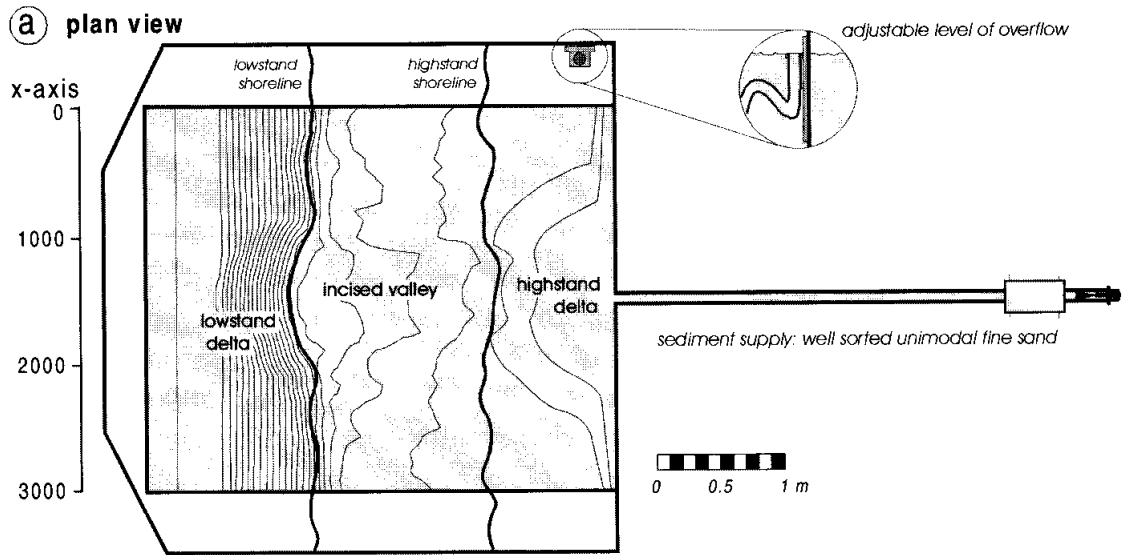 a plan view
adjustable level of overflow
lowstand
shoreline
highstand
shoreline
x-axis
0
1000
2000
3000
incised valley
lowstand
delta
highstand
delta
sediment supply: well sorted unimodal fine sand
0 0.5 1 m